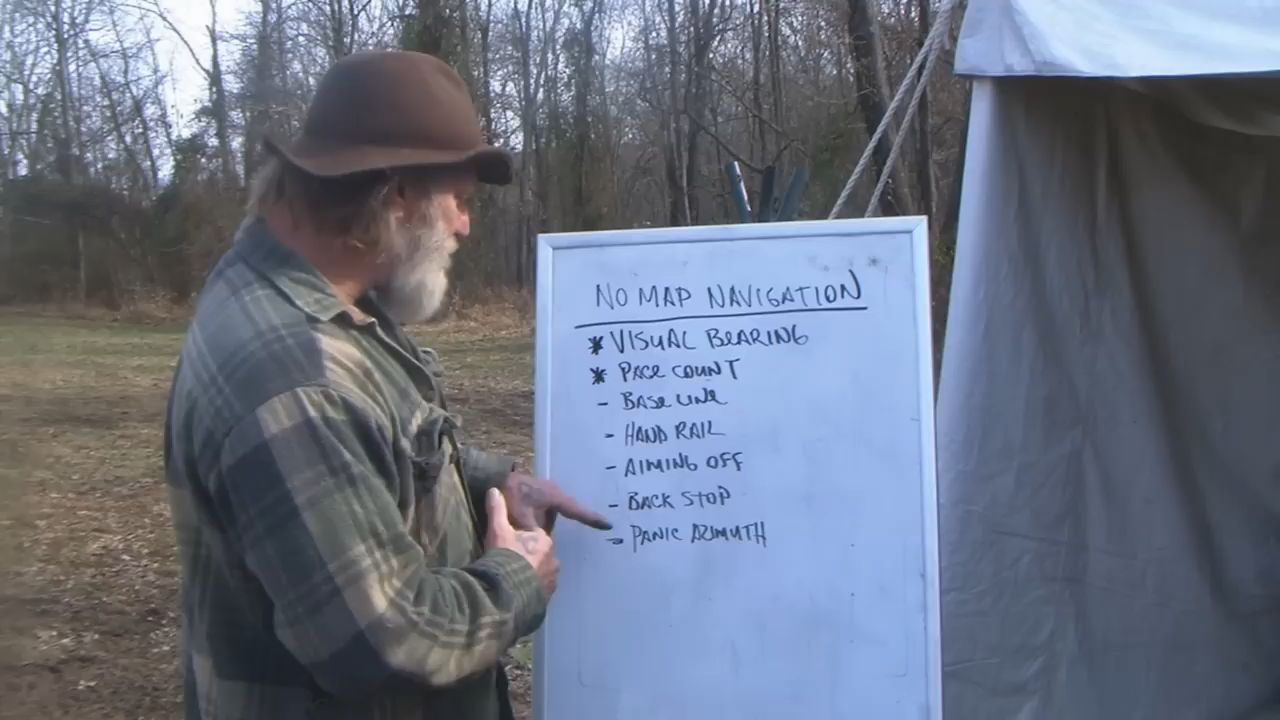 NO MAP NAVIGATION
* VISUAL BEARING
* PACE COUNT
- BASE LINE
- HAND RAIL
- AIMING OFF
- BACK STOP
- PANIC AZIMUTH